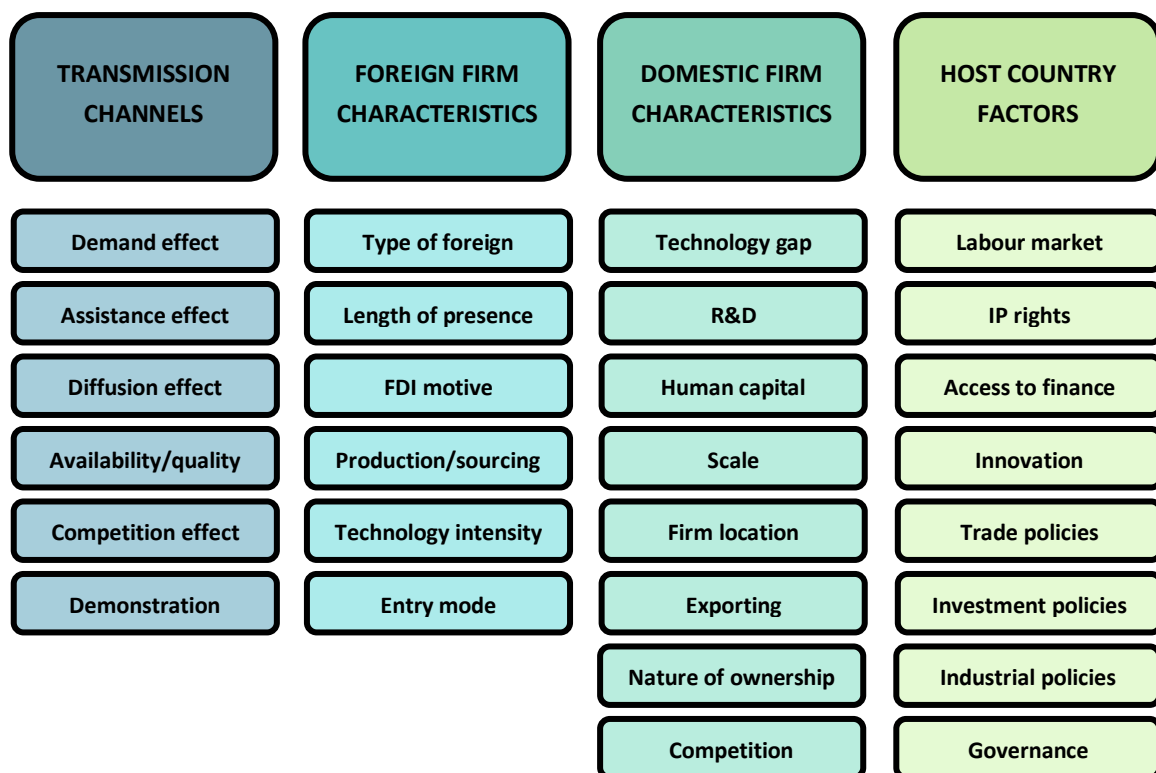 TRANSMISSION
CHANNELS
Demand effect
Assistance effect
Diffusion effect
Availability/quality
Competition effect
Demonstration
FOREIGN FIRM
CHARACTERISTICS
Type of foreign
Length of presence
FDI motive
Production/sourcing
Technology intensity
Entry mode
DOMESTIC FIRM
CHARACTERISTICS
Technology gap
R&D
Human capital
Scale
Firm location
Exporting
Nature of ownership
Competition
HOST COUNTRY
FACTORS
Labour market
IP rights
Access to finance
Innovation
Trade policies
Investment policies
Industrial policies
Governance